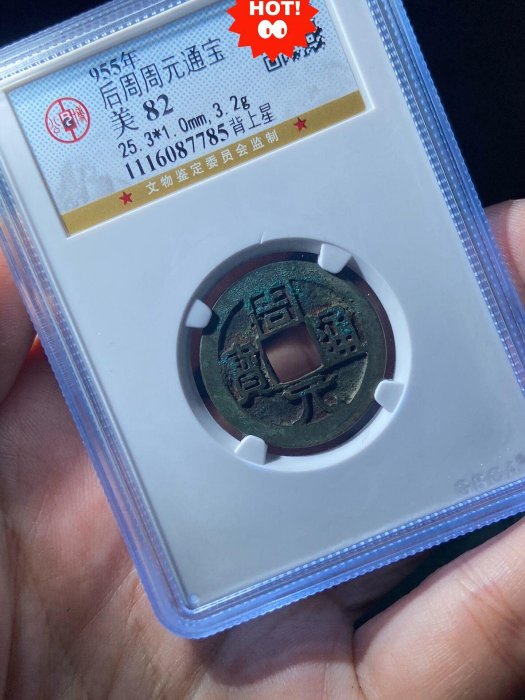 HOT!
955年
后周周元通宝
美 82
25.3*1.0mm,3.2g
1116087785背上星
文物鉴定委员会监制
周元通寶